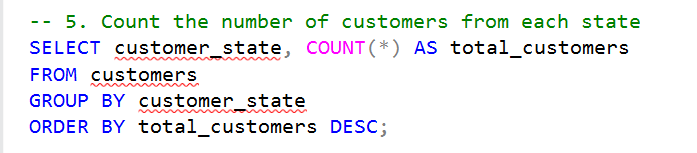 -- 5. Count the number of customers from each state
SELECT customer_state, COUNT(*) AS total_customers
FROM customers
GROUP BY customer_state
ORDER BY total_customers DESC;